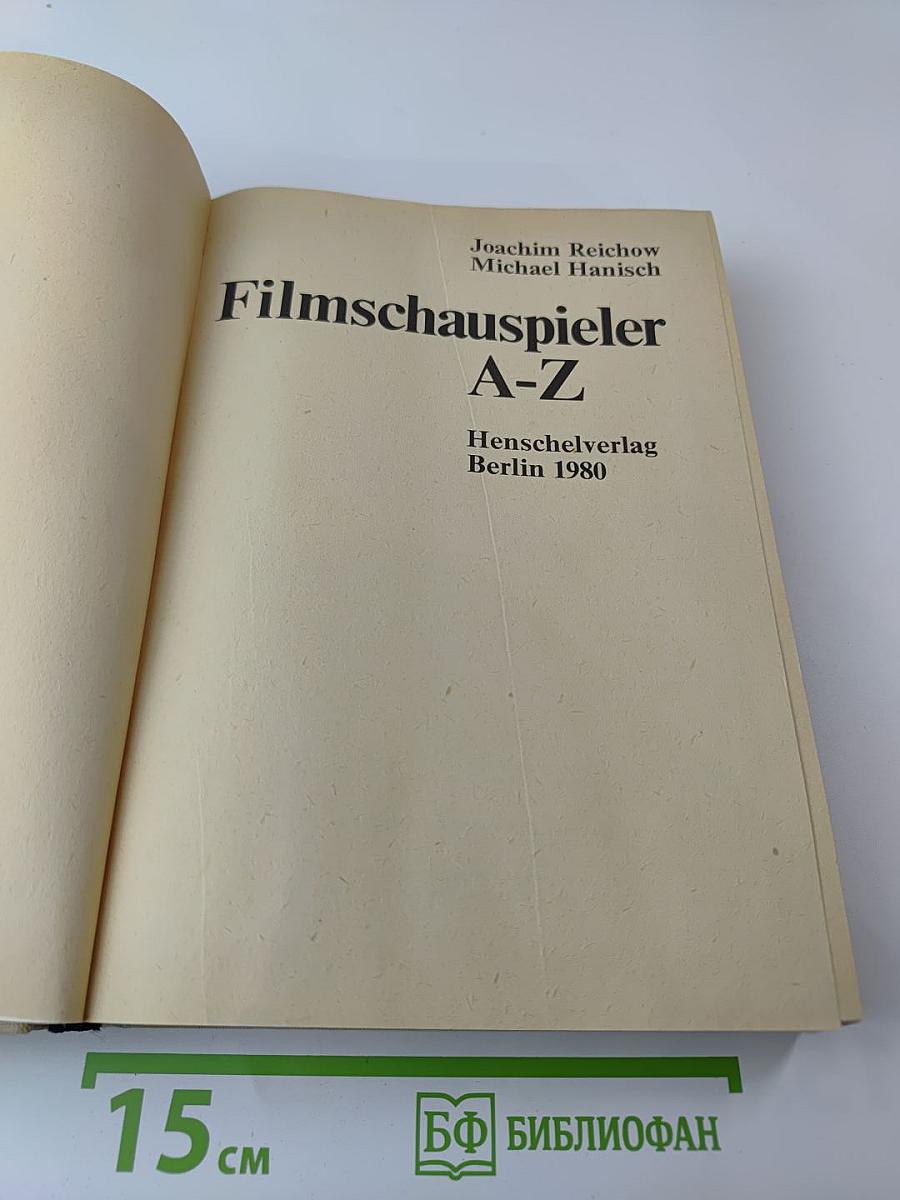 Joachim Reichow
Michael Hanisch
Filmschauspieler
A-Z
Henschelverlag
Berlin 1980
15 см
БФ БИБЛИОФАН